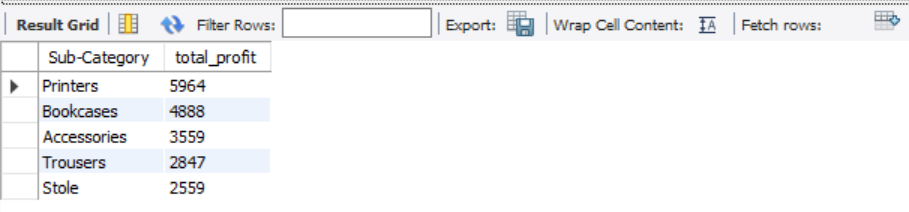 Result Grid Filter Rows: Export: Wrap Cell Content: IA Fetch rows:
Sub-Category total_profit
Printers 5964
Bookcases 4888
Accessories 3559
Trousers 2847
Stole 2559